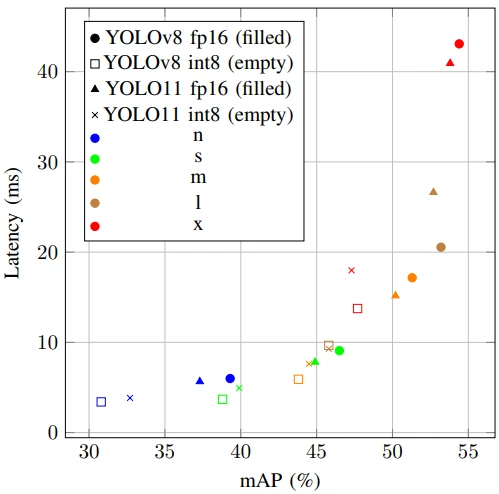 YOLOv8 fp16 (filled)
YOLOv8 int8 (empty)
YOLO11 fp16 (filled)
YOLO11 int8 (empty)
n
s
m
l
x
40
30
20
10
0
30 35 40 45 50 55
Latency (ms)
mAP (%)